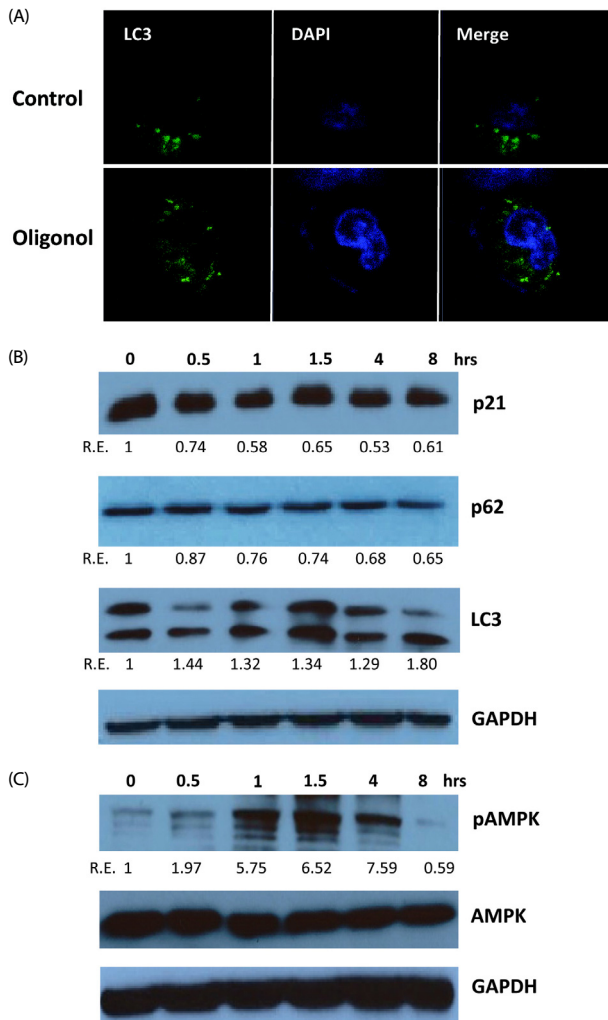 (A)
LC3 DAPI Merge
Control
Oligonol
(B)
0 0.5 1 1.5 4 8 hrs
p21
R.E. 1 0.74 0.58 0.65 0.53 0.61
p62
R.E. 1 0.87 0.76 0.74 0.68 0.65
LC3
R.E. 1 1.44 1.32 1.34 1.29 1.80
GAPDH
(C)
0 0.5 1 1.5 4 8 hrs
pAMPK
R.E. 1 1.97 5.75 6.52 7.59 0.59
AMPK
GAPDH